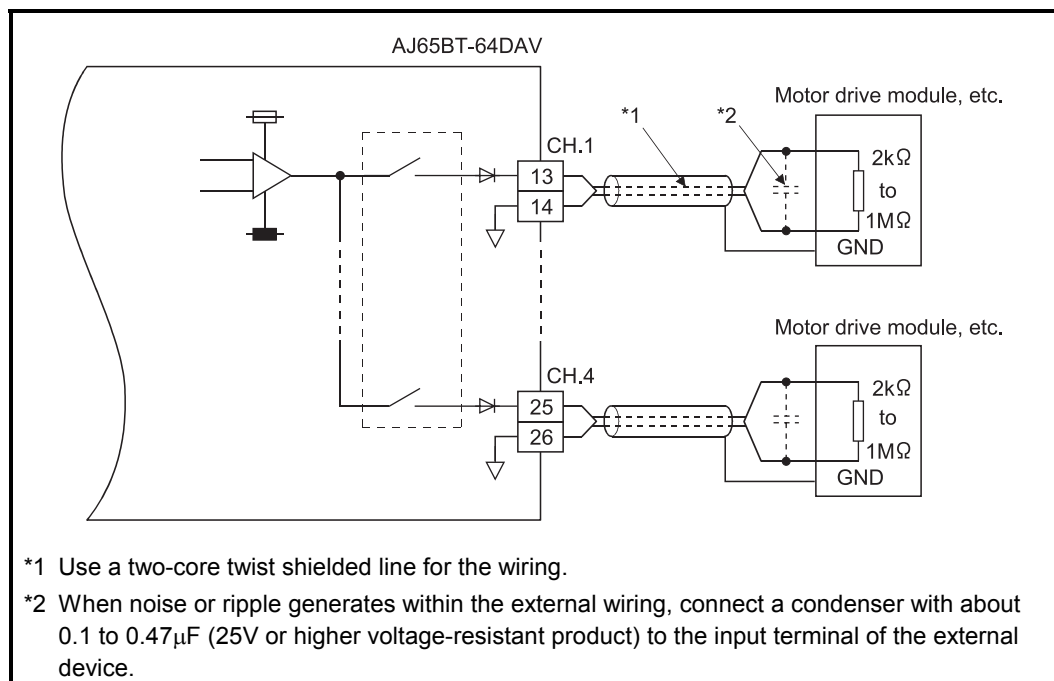 AJ65BT-64DAV
Motor drive module, etc.
*1
*2
CH.1
13
14
2kΩ
to
1MΩ
GND
Motor drive module, etc.
CH.4
25
26
2kΩ
to
1MΩ
GND
*1 Use a two-core twist shielded line for the wiring.
*2 When noise or ripple generates within the external wiring, connect a condenser with about
0.1 to 0.47μF (25V or higher voltage-resistant product) to the input terminal of the external
device.